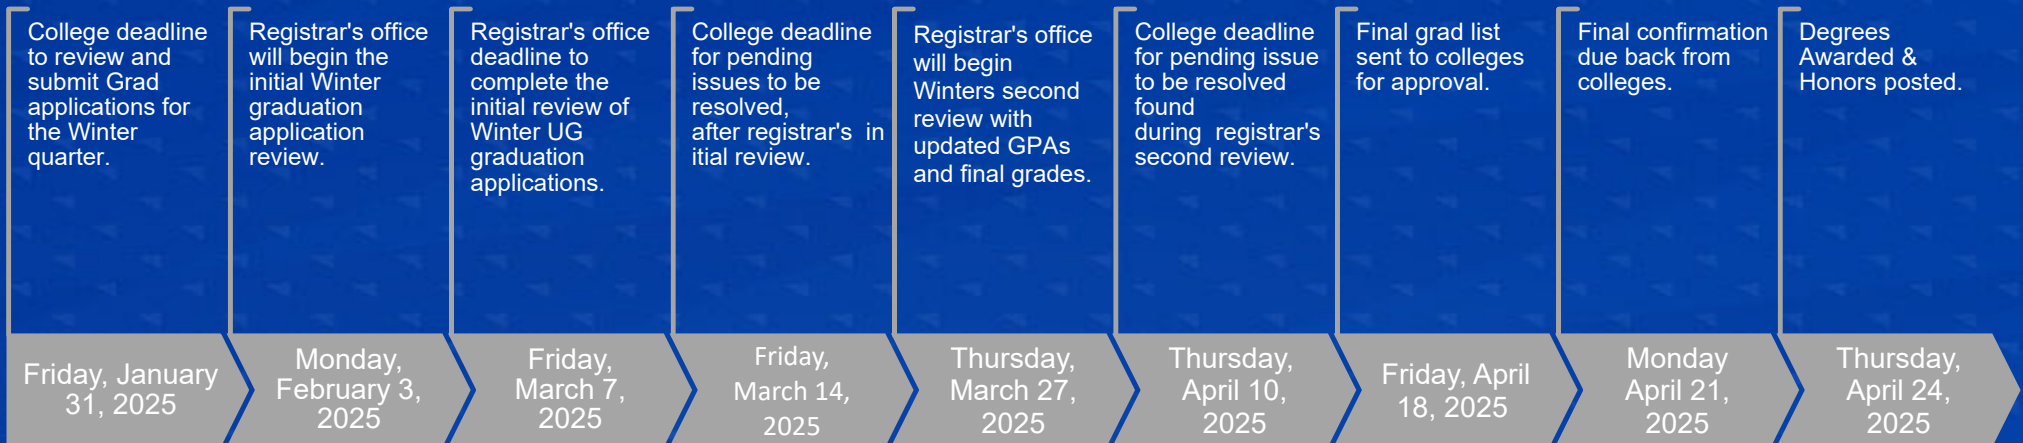 College deadline
to review and
submit Grad
applications for
the Winter
quarter.
Registrar's office
will begin the
initial Winter
graduation
application
review.
Registrar's office
deadline to
complete the
initial review of
Winter UG
graduation
applications.
College deadline
for pending
issues to be
resolved,
after registrar's in
itial review.
Registrar's office
will begin
Winters second
review with
updated GPAs
and final grades.
College deadline
for pending issue
to be resolved
found
during registrar's
second review.
Final grad list
sent to colleges
for approval.
Final confirmation
due back from
colleges.
Degrees
Awarded &
Honors posted.
Friday, January
31, 2025
Monday,
February 3,
2025
Friday,
March 7,
2025
Friday,
March 14,
2025
Thursday,
March 27,
2025
Thursday,
April 10,
2025
Friday, April
18, 2025
Monday
April 21,
2025
Thursday,
April 24,
2025